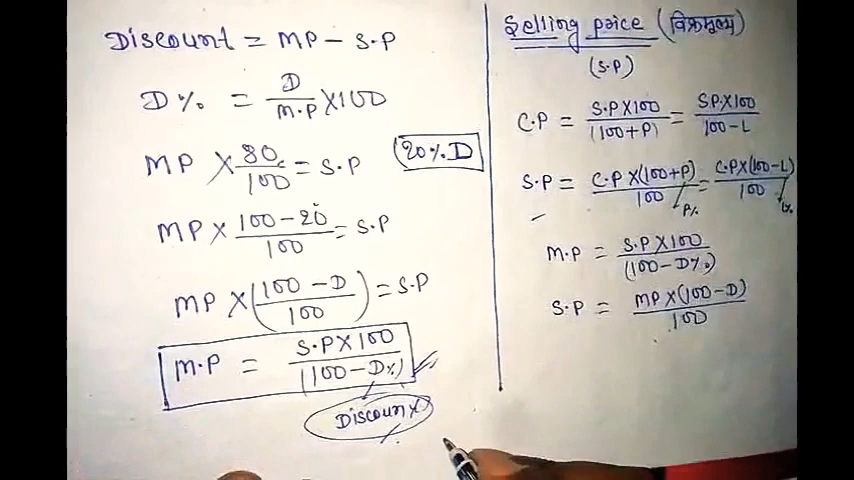 Discount = MP - S.P
D% = D/M.P × 100
MP × 80/100 = S.P
20% D
MP × 100 - 20/100 = S.P
MP × (100 - D/100) = S.P
M.P = S.P × 100/(100 - D%)
Discount
Selling price (विक्रमूल्य)
(S.P)
C.P = S.P × 100/(100 + P) = S.P × 100/100 - L
S.P = C.P × (100 + P)/100 = C.P × (100 - L)/100
P% L%
M.P = S.P × 100/(100 - D%)
S.P = MP × (100 - D)/100